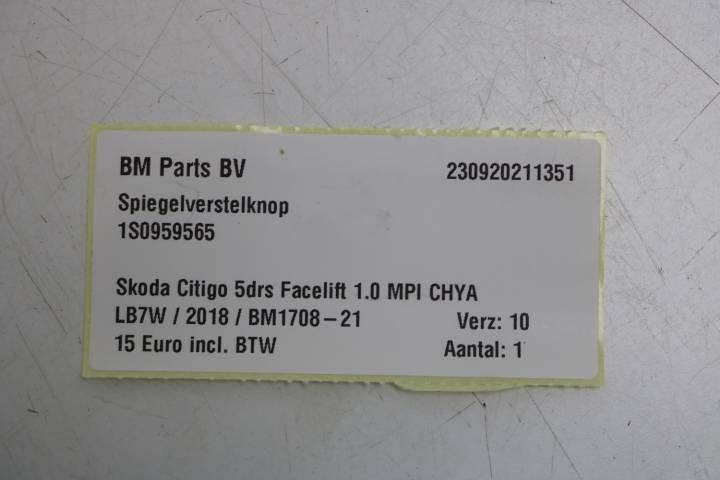 BM Parts BV 230920211351
Spiegelverstelknop
1S0959565
Skoda Citigo 5drs Facelift 1.0 MPI CHYA
LB7W / 2018 / BM1708-21 Verz: 10
15 Euro incl. BTW Aantal: 1